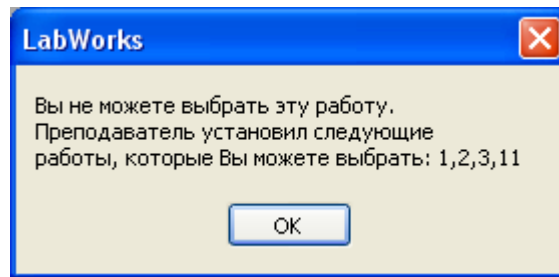 LabWorks
Вы не можете выбрать эту работу.
Преподаватель установил следующие
работы, которые Вы можете выбрать: 1,2,3,11
OK